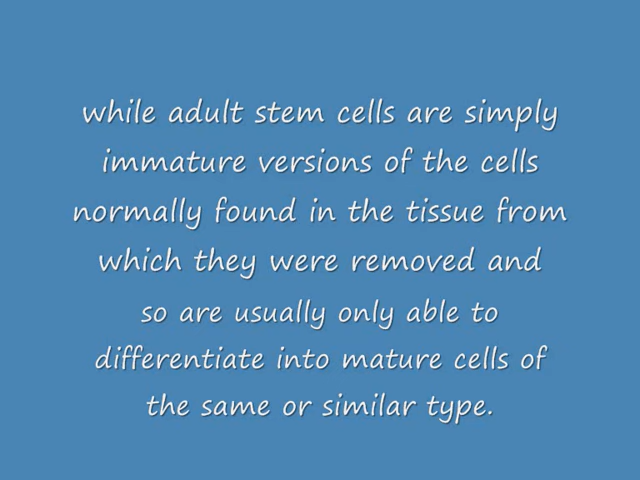 while adult stem cells are simply
immature versions of the cells
normally found in the tissue from
which they were removed and
so are usually only able to
differentiate into mature cells of
the same or similar type.